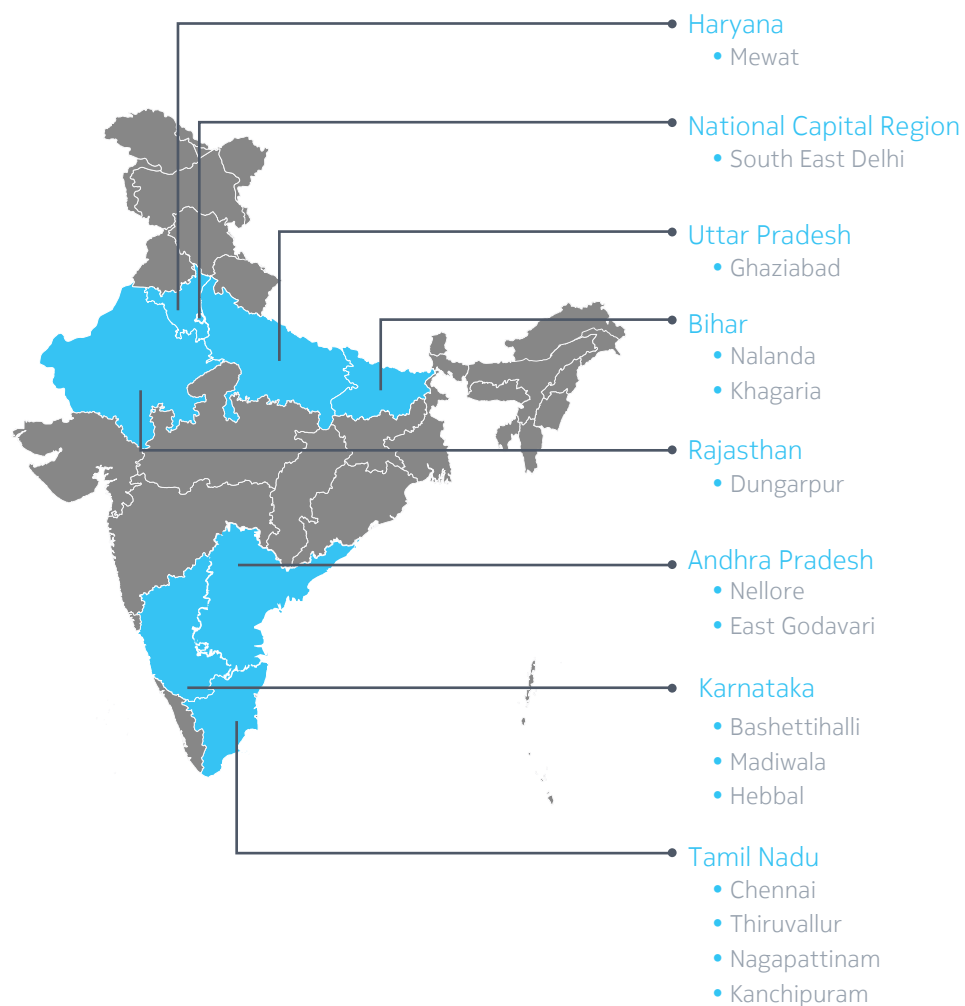 Haryana
• Mewat
National Capital Region
• South East Delhi
Uttar Pradesh
• Ghaziabad
Bihar
• Nalanda
• Khagaria
Rajasthan
• Dungarpur
Andhra Pradesh
• Nellore
• East Godavari
Karnataka
• Bashettihalli
• Madiwala
• Hebbal
Tamil Nadu
• Chennai
• Thiruvallur
• Nagapattinam
• Kanchipuram